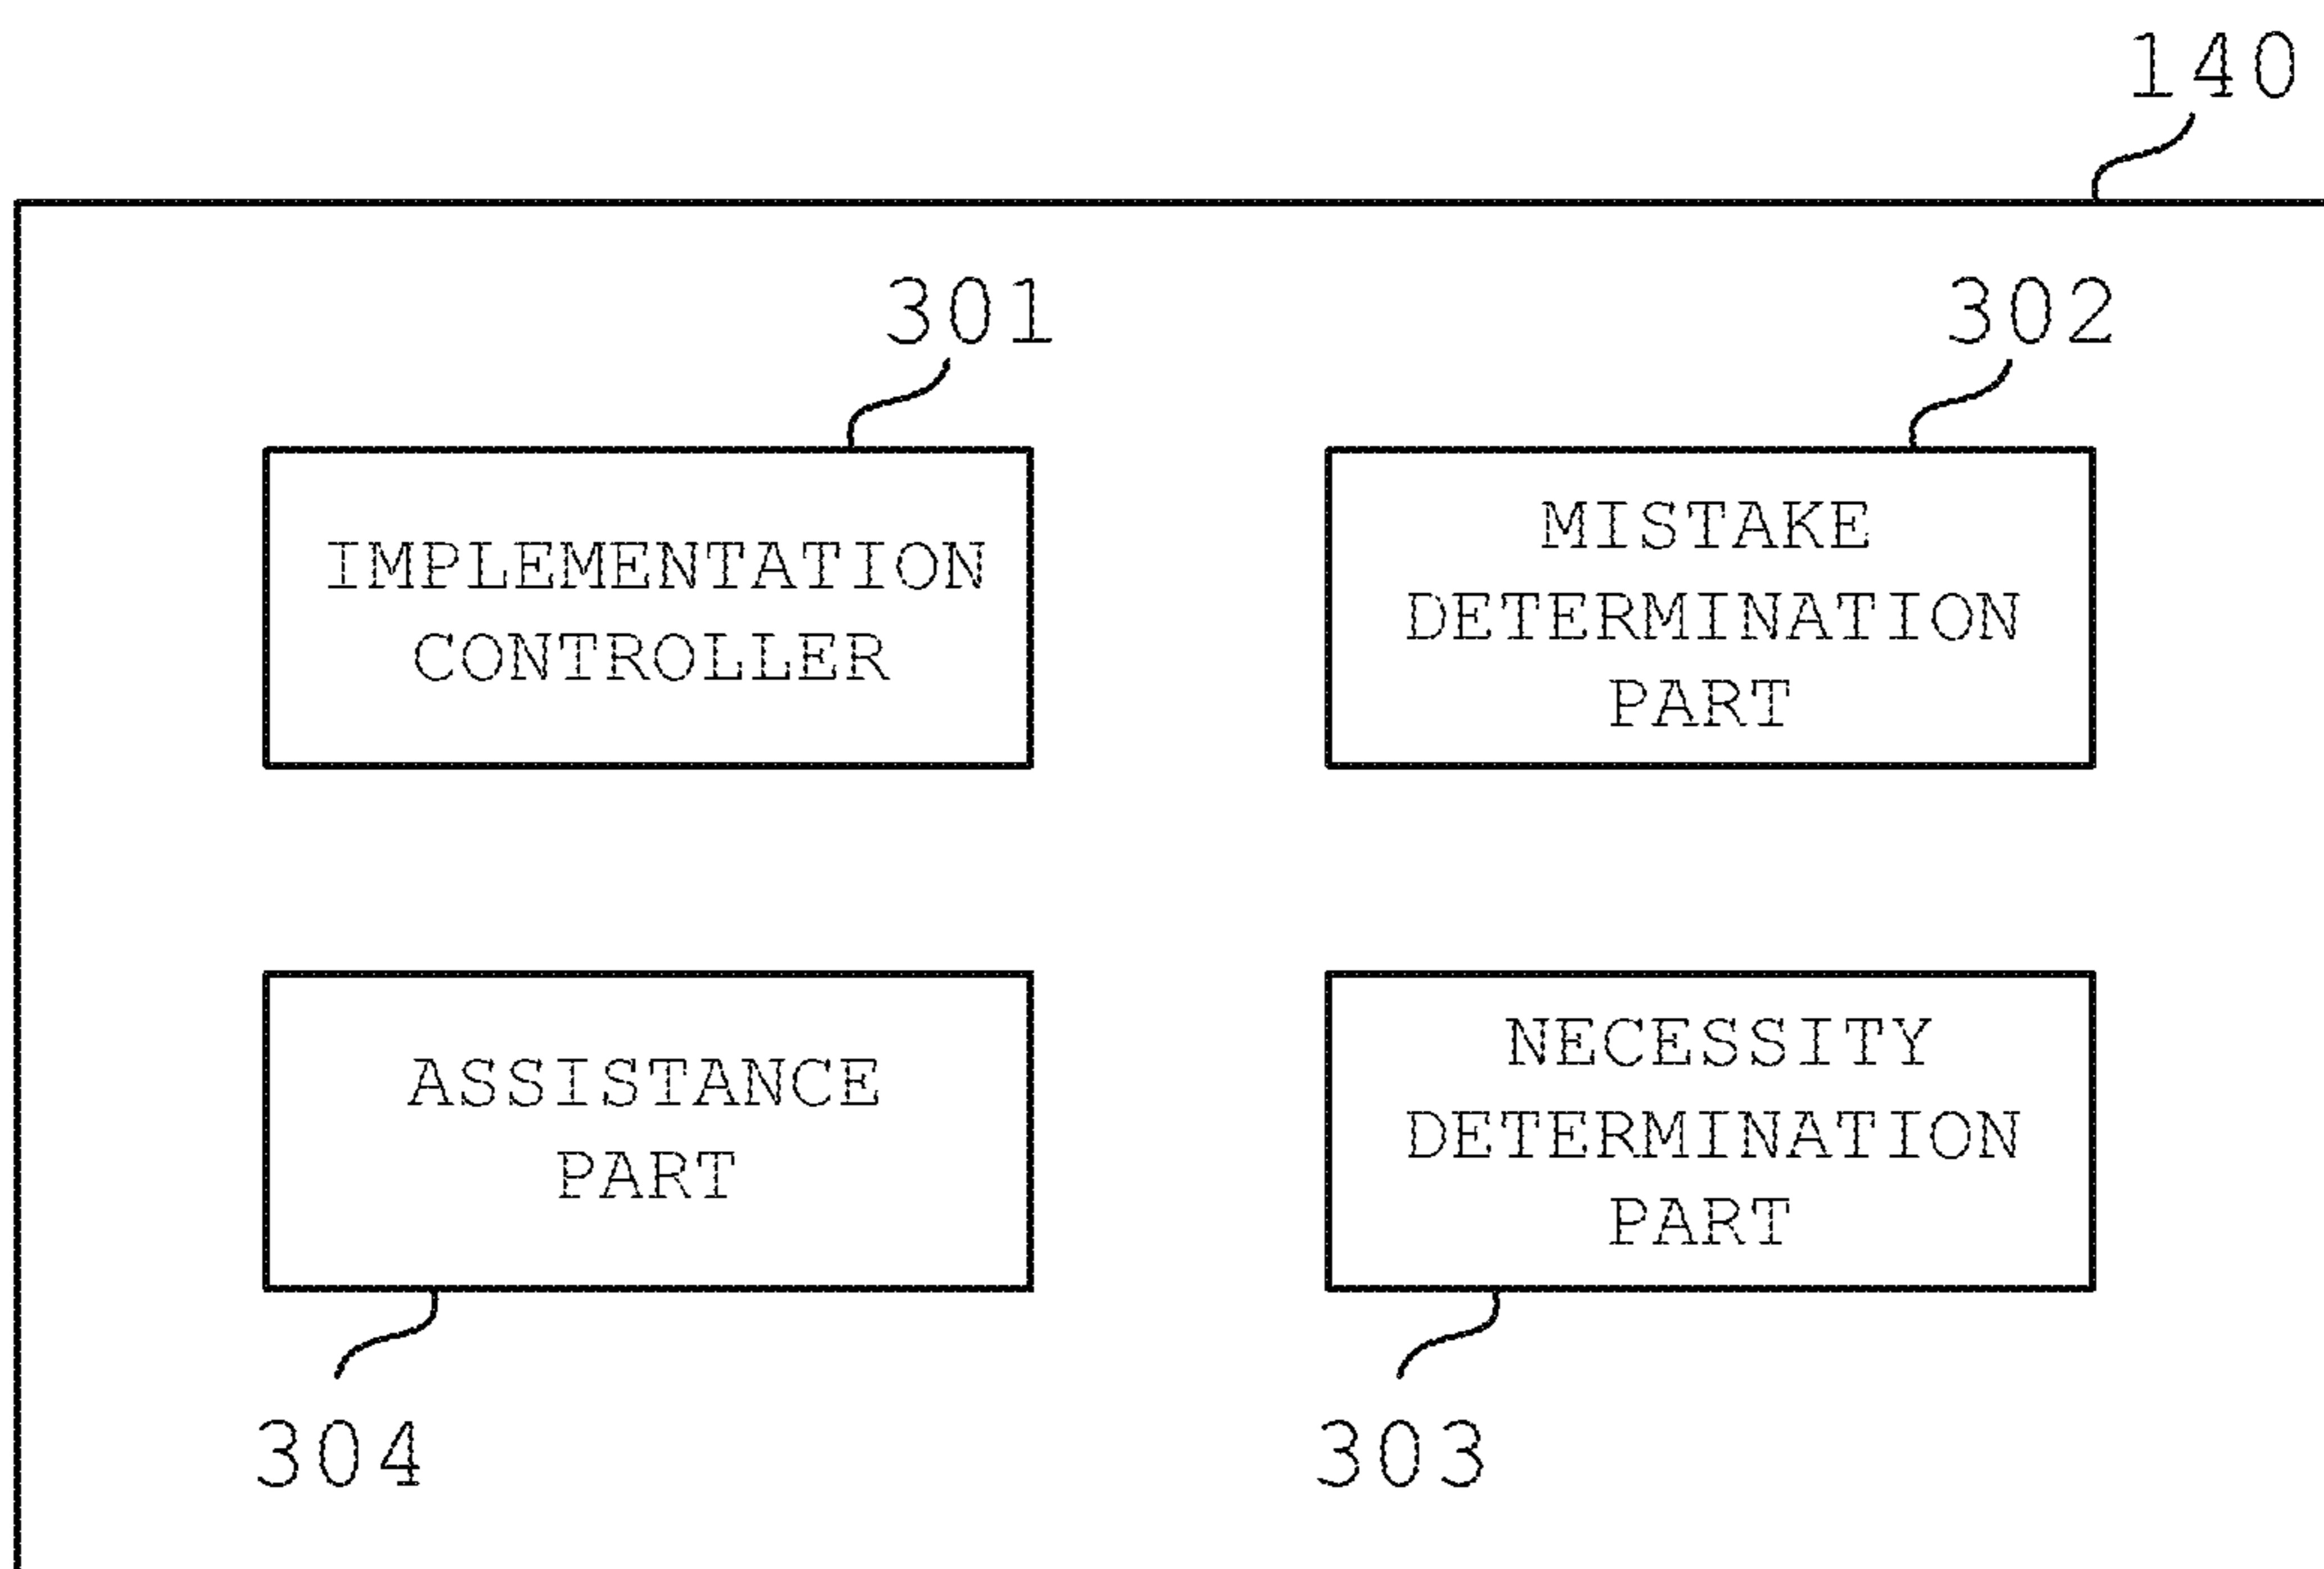 140
301
302
IMPLEMENTATION
CONTROLLER
MISTAKE
DETERMINATION
PART
ASSISTANCE
PART
NECESSITY
DETERMINATION
PART
304
303